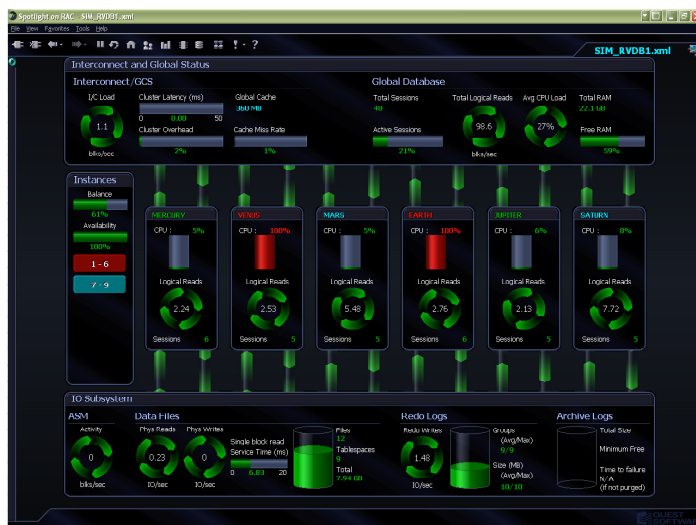 Spotlight on RAC - SIM_RVDB1.xml
File View Favorites Tools Help
SIM_RVDB1.xml
Interconnect and Global Status
Interconnect/GCS
Global Database
I/C Load
Cluster Latency (ms)
Global Cache
Total Sessions
Total Logical Reads
Avg CPU Load
Total RAM
360 MB
48
22.1 GB
1.1
0 0.00 50
98.6
27%
Cluster Overhead
Cache Miss Rate
Active Sessions
Free RAM
blks/sec
2%
1%
21%
blks/sec
59%
Instances
Balance
61%
Availability
100%
1 - 6
7 - 9
MERCURY
CPU : 5%
Logical Reads
2.24
Sessions 6
VENUS
CPU : 100%
Logical Reads
2.53
Sessions 5
MARS
CPU : 5%
Logical Reads
5.48
Sessions 5
EARTH
CPU : 100%
Logical Reads
2.76
Sessions 6
JUPITER
CPU : 6%
Logical Reads
2.13
Sessions 5
SATURN
CPU : 8%
Logical Reads
7.72
Sessions 5
IO Subsystem
ASM
Activity
0
blks/sec
Data Files
Phys Reads
0.23
IO/sec
Phys Writes
0
IO/sec
Single block read
Service Time (ms)
0 6.83 20
Files
12
Tablespaces
9
Total
7.94 GB
Redo Logs
Redo Writes
1.48
IO/sec
Groups
(Avg/Max)
9/9
Size (MB)
(Avg/Max)
10/10
Archive Logs
Total Size
Minimum Free
Time to failure
N/A
(if not purged)
QUEST
SOFTWARE